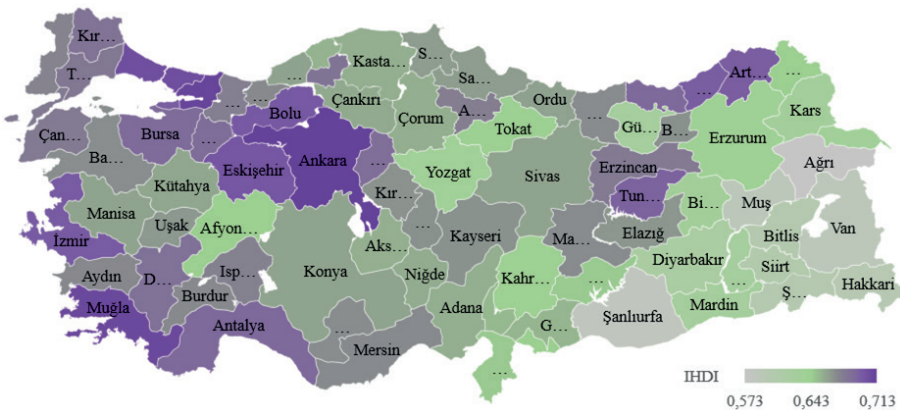 Kır…
T…
Kasta…
S…
Sa…
Art…
…
…
…
…
…
Bolu
Çankırı
Çorum
A…
Ordu
…
Gü…
B…
Kars
Çan…
Bursa
…
Ankara
…
Tokat
Erzurum
Ba…
Eskişehir
Yozgat
Sivas
Erzincan
Ağrı
Kütahya
Kır…
Tun…
Bi…
Muş
Manisa
Uşak
Afyon…
…
Kayseri
Ma…
Elazığ
Bitlis
Van
İzmir
Aks…
Diyarbakır
Siirt
Aydın
D…
Isp…
Konya
Niğde
Kahr…
…
…
Hakkari
Burdur
Mardin
Ş…
Muğla
Adana
Şanlıurfa
Antalya
…
G…
Mersin
…
IHDI
0,573 0,643 0,713